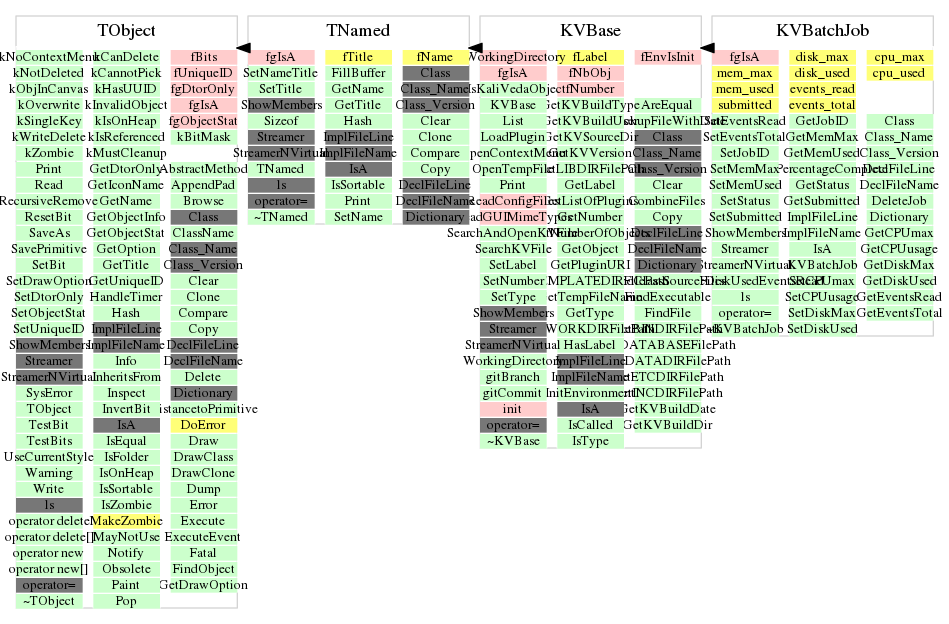 TObject
kNoContextMenu kCanDelete fBits
kNotDeleted kCannotPick fUniqueID
kObjInCanvas kHasUUID fgDtorOnly
kOverwrite kInvalidObject fgIsA
kSingleKey kIsOnHeap fgObjectStat
kWriteDelete kIsReferenced kBitMask
kZombie kMustCleanup
Print GetDtorOnly AbstractMethod
Read GetIconName AppendPad
RecursiveRemove GetName Browse
ResetBit GetObjectInfo Class
SaveAs GetObjectStat ClassName
SavePrimitive GetOption Class_Name
SetBit GetTitle Class_Version
SetDrawOption GetUniqueID Clear
SetDtorOnly HandleTimer Clone
SetObjectStat Hash Compare
SetUniqueID ImplFileLine Copy
ShowMembers ImplFileName DeclFileLine
Streamer Info DeclFileName
StreamerNVirtual InheritsFrom Delete
SysError Inspect Dictionary
TObject InvertBit DistancetoPrimitive
TestBit IsA DoError
TestBits IsEqual Draw
UseCurrentStyle IsFolder DrawClass
Warning IsOnHeap DrawClone
Write IsSortable Dump
ls IsZombie Error
operator delete MakeZombie Execute
operator delete[] MayNotUse ExecuteEvent
operator new Notify Fatal
operator new[] Obsolete FindObject
operator= Paint GetDrawOption
~TObject Pop
TNamed
fgIsA fTitle fName
SetNameTitle FillBuffer Class
SetTitle GetName Class_Name
ShowMembers GetTitle Class_Version
Sizeof Hash Clear
Streamer ImplFileLine Clone
StreamerNVirtual ImplFileName Compare
TNamed IsA Copy
ls IsSortable DeclFileLine
operator= Print DeclFileName
~TNamed SetName Dictionary
KVBase
WorkingDirectory fLabel fEnvIsInit
fgIsA fNbObj
IsKaliVedaObject fNumber
KVBase GetKVBuildType AreEqual
List GetKVBuildUser BackupFileWithDate
LoadPlugin GetKVSourceDir Class
OpenContextMenu GetKVVersion Class_Name
OpenTempFile GetLIBDIRFilePath Class_Version
Print GetLabel Clear
ReadConfigFiles GetListOfPlugins CombineFiles
ReadGUIMimeTypes GetNumber Copy
SearchAndOpenKVFile GetNumberOfObjects DeclFileLine
SearchKVFile GetObject DeclFileName
SetLabel GetPluginURI Dictionary
SetNumber
SetType GetTempFileName FindExecutable
ShowMembers GetType FindFile
Streamer GetWORKDIRFilePath
StreamerNVirtual HasLabel GetDATABASEFilePath
WorkingDirectory ImplFileLine GetDATADIRFilePath
gitBranch ImplFileName GetETCDIRFilePath
gitCommit InitEnvironment GetINCDIRFilePath
init IsA GetKVBuildDate
operator= IsCalled GetKVBuildDir
~KVBase IsType
KVBatchJob
fgIsA disk_max cpu_max
mem_max disk_used cpu_used
mem_used events_read
submitted events_total
SetEventsRead GetJobID Class
SetEventsTotal GetMemMax Class_Name
SetJobID GetMemUsed Class_Version
SetMemMax GetPercentageCompleted DeclFileLine
SetMemUsed GetStatus DeclFileName
SetStatus GetSubmitted DeleteJob
SetSubmitted ImplFileLine Dictionary
ShowMembers ImplFileName GetCPUmax
Streamer IsA GetCPUusage
StreamerNVirtual KVBatchJob GetDiskMax
SetCPUmax GetDiskUsed
ls SetCPUusage GetEventsRead
operator= SetDiskMax GetEventsTotal
~KVBatchJob SetDiskUsed